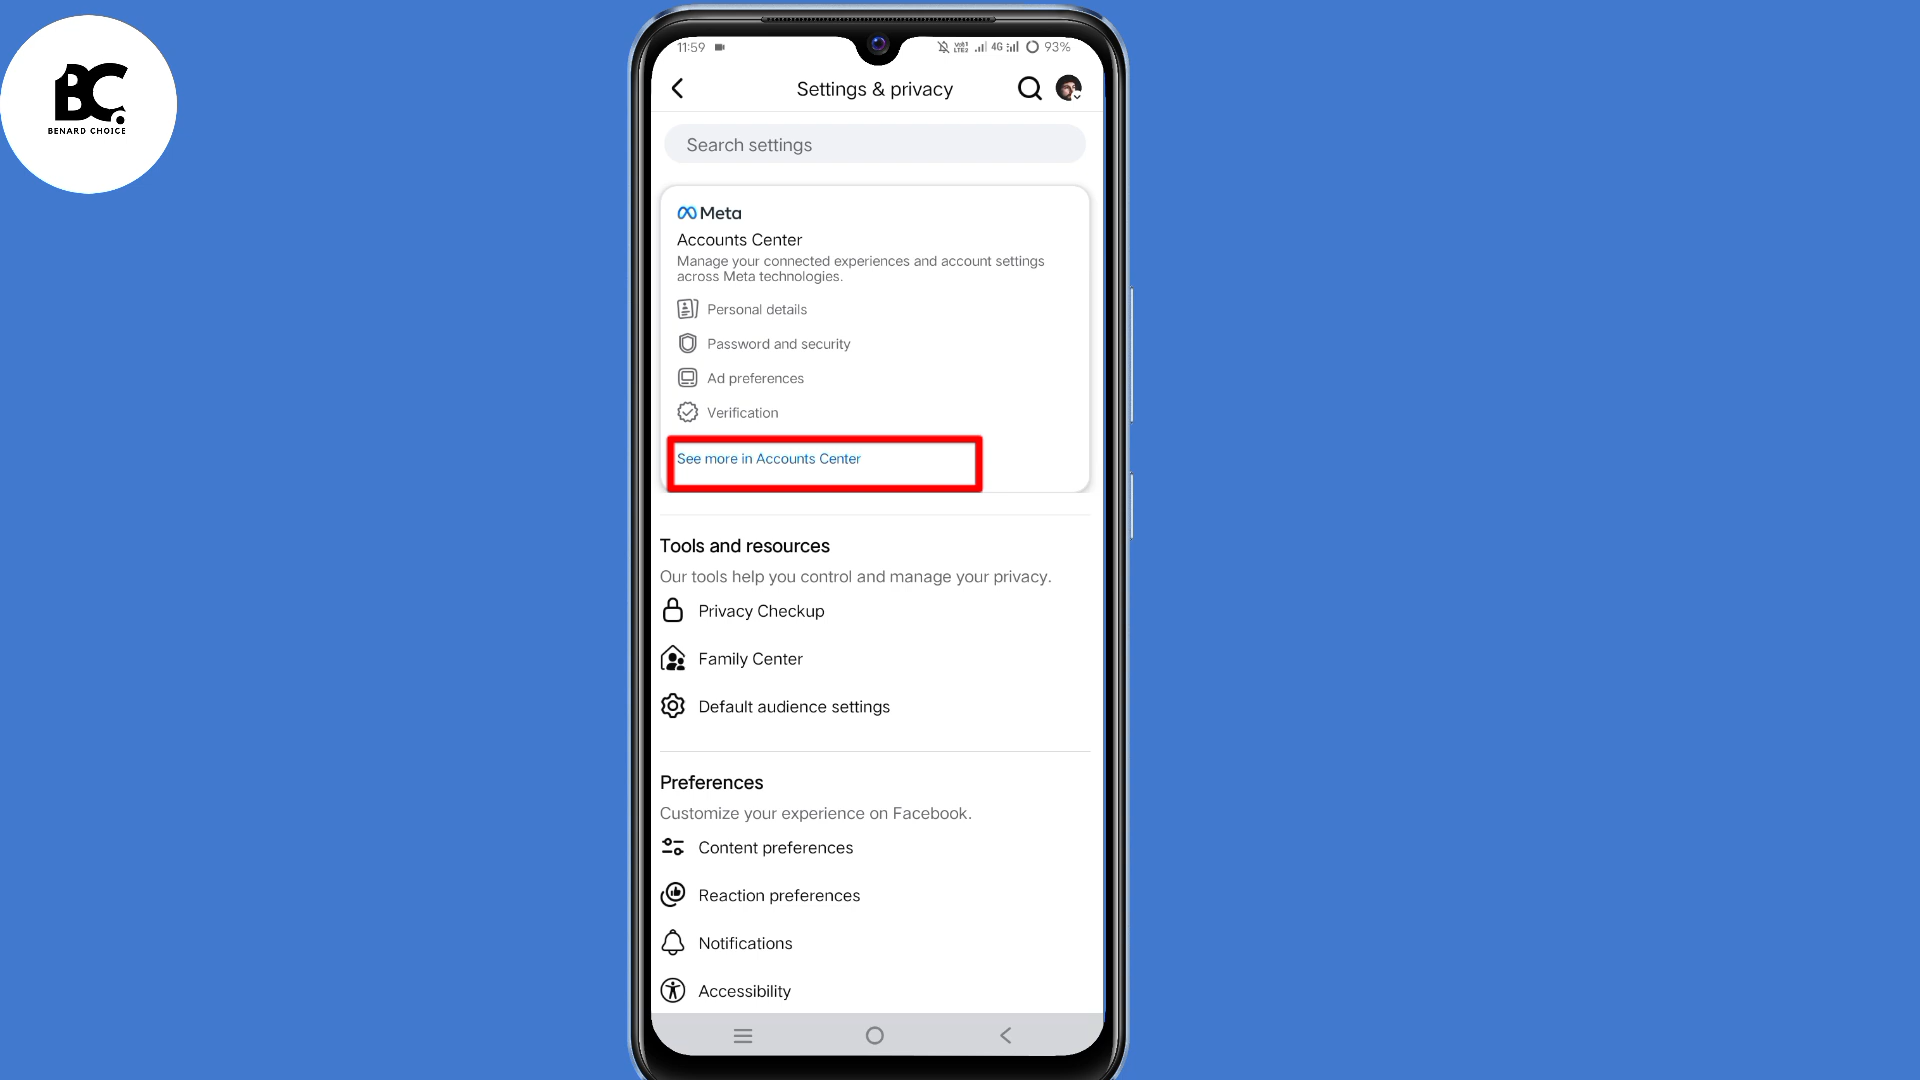 BC.
BENARD CHOICE
11:59
4G
93%
Settings & privacy
Search settings
Meta
Accounts Center
Manage your connected experiences and account settings
across Meta technologies.
Personal details
Password and security
Ad preferences
Verification
See more in Accounts Center
Tools and resources
Our tools help you control and manage your privacy.
Privacy Checkup
Family Center
Default audience settings
Preferences
Customize your experience on Facebook.
Content preferences
Reaction preferences
Notifications
Accessibility